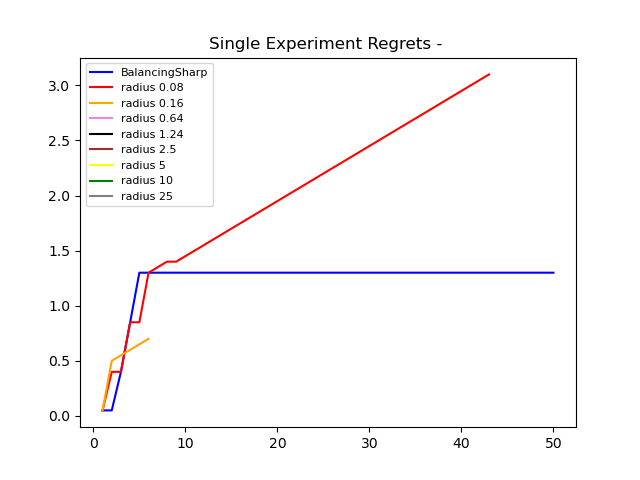 Single Experiment Regrets -
BalancingSharp
radius 0.08
radius 0.16
radius 0.64
radius 1.24
radius 2.5
radius 5
radius 10
radius 25
3.0
2.5
2.0
1.5
1.0
0.5
0.0
0 10 20 30 40 50